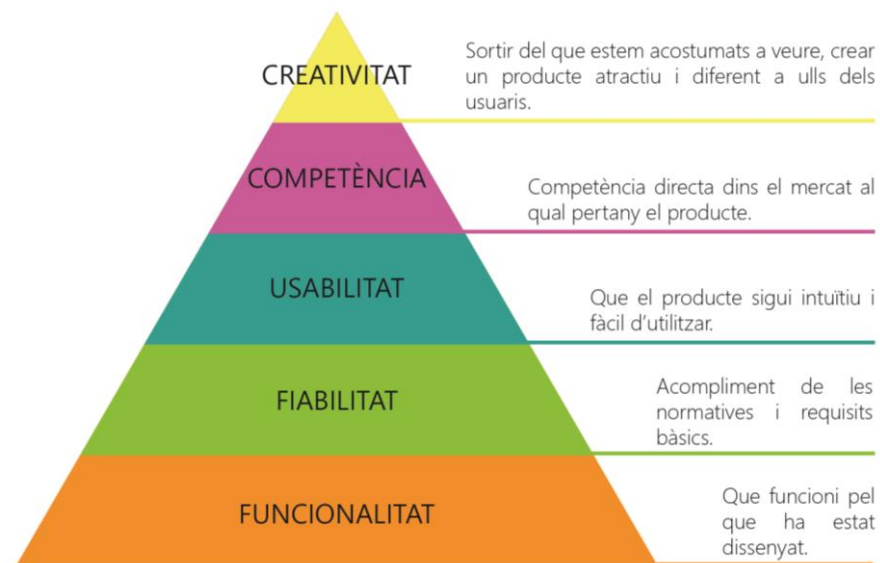 CREATIVITAT
Sortir del que estem acostumats a veure, crear
un producte atractiu i diferent a ulls dels
usuaris.
COMPETÈNCIA
Competència directa dins el mercat al
qual pertany el producte.
USABILITAT
Que el producte sigui intuïtiu i
fàcil d'utilitzar.
FIABILITAT
Acompliment de les
normatives i requisits
bàsics.
FUNCIONALITAT
Que funcioni pel
que ha estat
dissenyat.